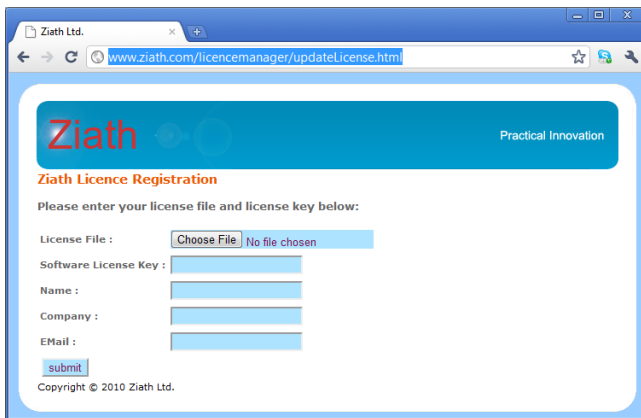 Ziath Ltd.
www.ziath.com/licencemanager/updateLicense.html
Ziath
Practical Innovation
Ziath Licence Registration
Please enter your license file and license key below:
License File : Choose File No file chosen
Software License Key :
Name :
Company :
EMail :
submit
Copyright © 2010 Ziath Ltd.